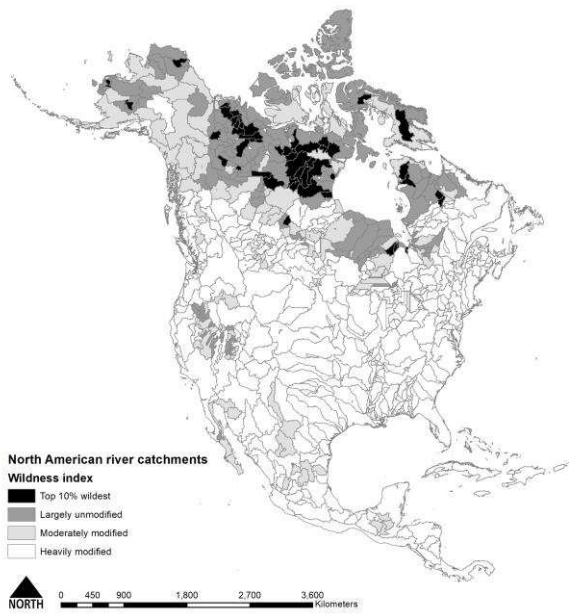 North American river catchments
Wildness index
Top 10% wildest
Largely unmodified
Moderately modified
Heavily modified
NORTH
0 450 900 1,800 2,700 3,600
Kilometers